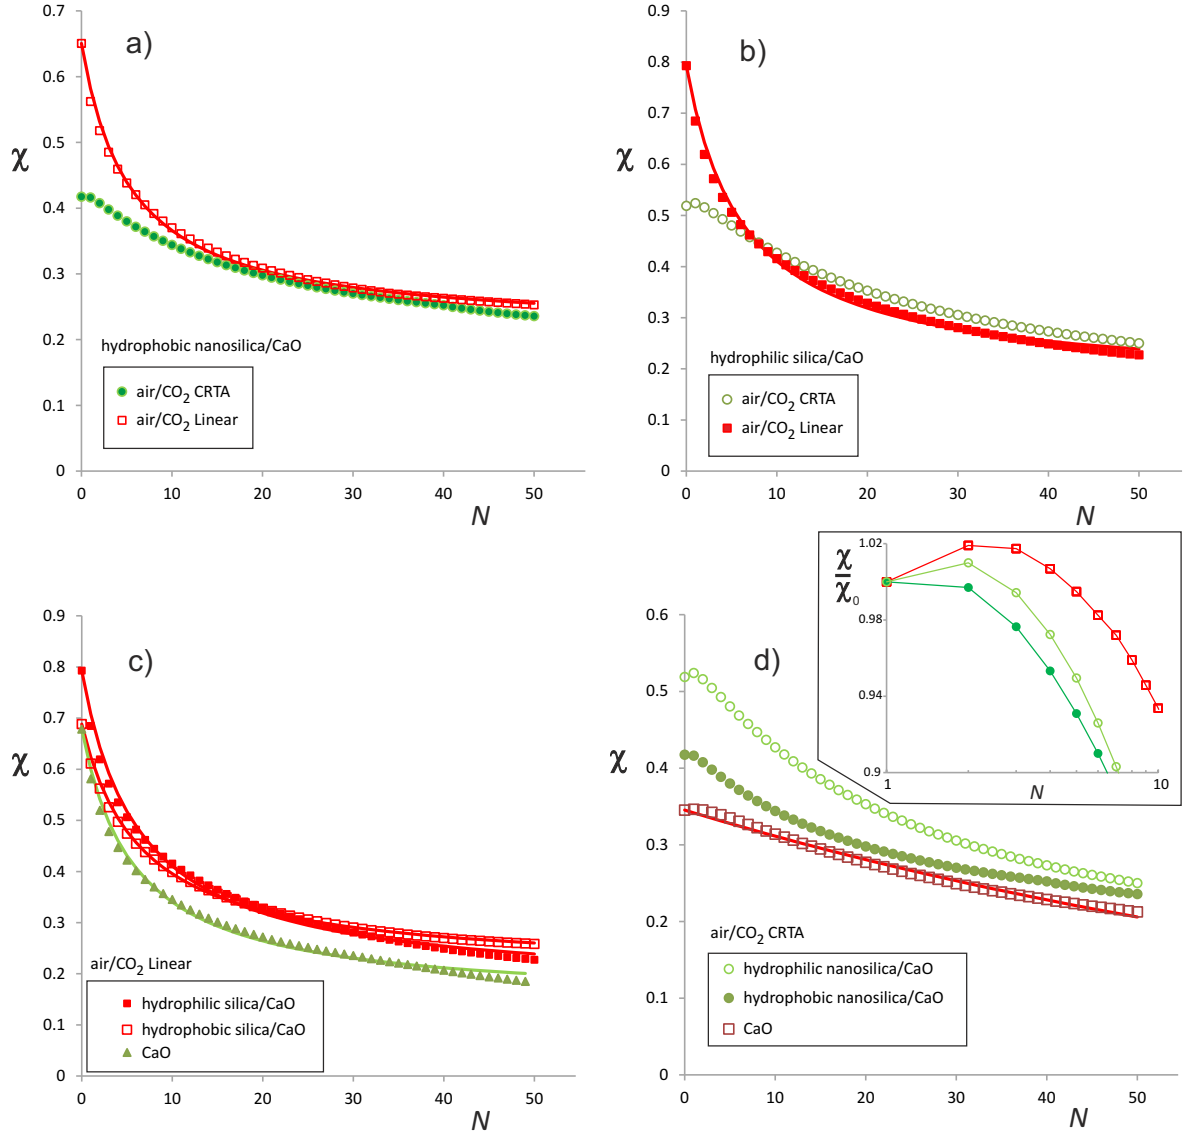 a)
χ
0.7
0.6
0.5
0.4
0.3
0.2
0.1
0
hydrophobic nanosilica/CaO
air/CO2 CRTA
air/CO2 Linear
0 10 20 30 40 50
N
b)
χ
0.9
0.8
0.7
0.6
0.5
0.4
0.3
0.2
0.1
0
hydrophilic silica/CaO
air/CO2 CRTA
air/CO2 Linear
0 10 20 30 40 50
N
c)
χ
0.9
0.8
0.7
0.6
0.5
0.4
0.3
0.2
0.1
0
air/CO2 Linear
hydrophilic silica/CaO
hydrophobic silica/CaO
CaO
0 10 20 30 40 50
N
χ
χ0
1.02
0.98
0.94
0.9
1 10
N
d)
χ
0.6
0.5
0.4
0.3
0.2
0.1
0
air/CO2 CRTA
hydrophilic nanosilica/CaO
hydrophobic nanosilica/CaO
CaO
0 10 20 30 40 50
N